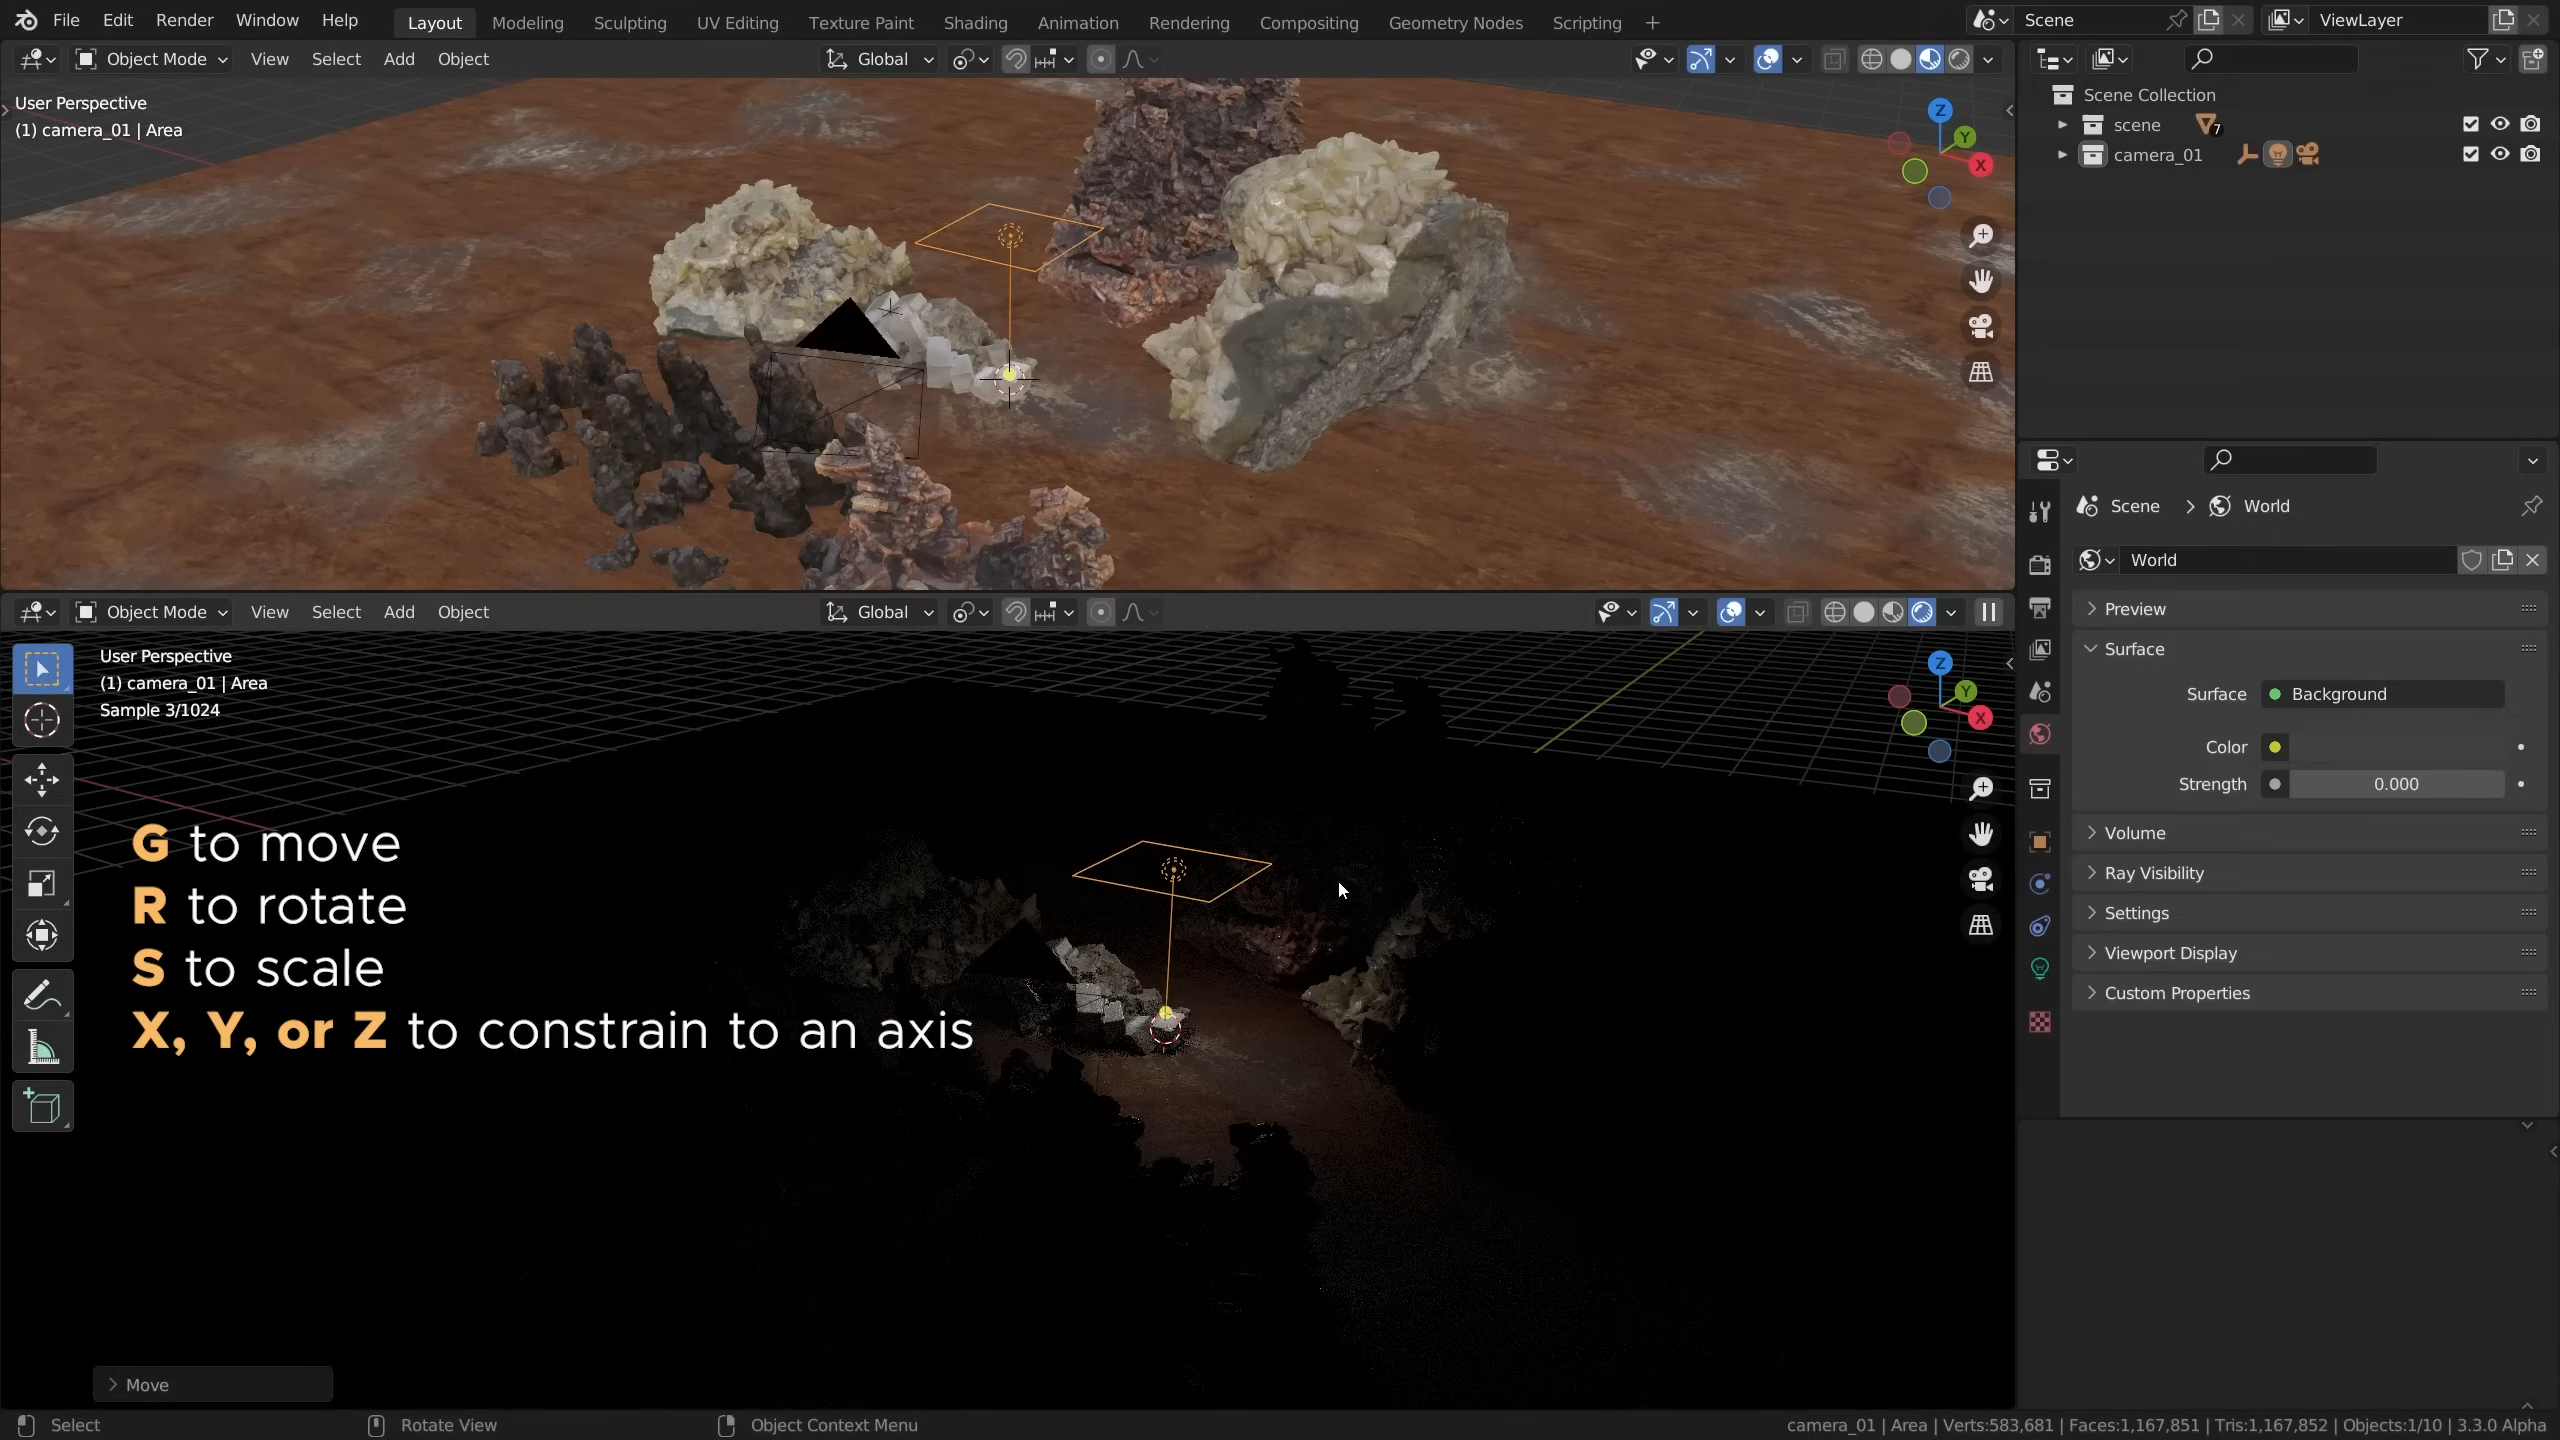 File Edit Render Window Help Layout Modeling Sculpting UV Editing Texture Paint Shading Animation Rendering Compositing Geometry Nodes Scripting + Scene ViewLayer
Object Mode View Select Add Object Global
User Perspective
(1) camera_01 | Area
Z
Y
X
Scene Collection
scene 7
camera_01
Scene > World
World
Preview
Surface
Surface Background
Color
Strength 0.000
Volume
Ray Visibility
Settings
Viewport Display
Custom Properties
Object Mode View Select Add Object Global
User Perspective
(1) camera_01 | Area
Sample 3/1024
Z
Y
X
G to move
R to rotate
S to scale
X, Y, or Z to constrain to an axis
Move
Select Rotate View Object Context Menu camera_01 | Area | Verts:583,681 | Faces:1,167,851 | Tris:1,167,852 | Objects:1/10 | 3.3.0 Alpha